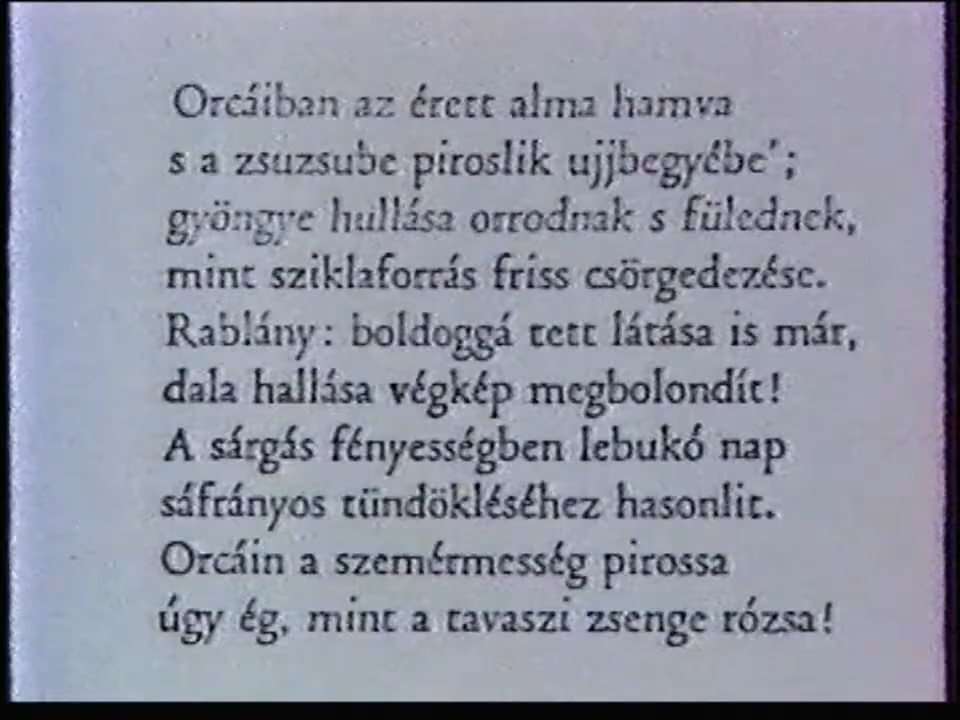 Orcáiban az érett alma hamva
s a zsuzsube piroslik ujjbegyébe';
gyöngye hullása orrodnak s fülednek,
mint sziklaforrás friss csörgedezése.
Rablány: boldoggá tett látása is már,
dala hallása végkép megbolondít!
A sárgás fényességben lebukó nap
sáfrányos tündökléséhez hasonlit.
Orcáin a szemérmesség pirossa
úgy ég, mint a tavaszi zsenge rózsa!